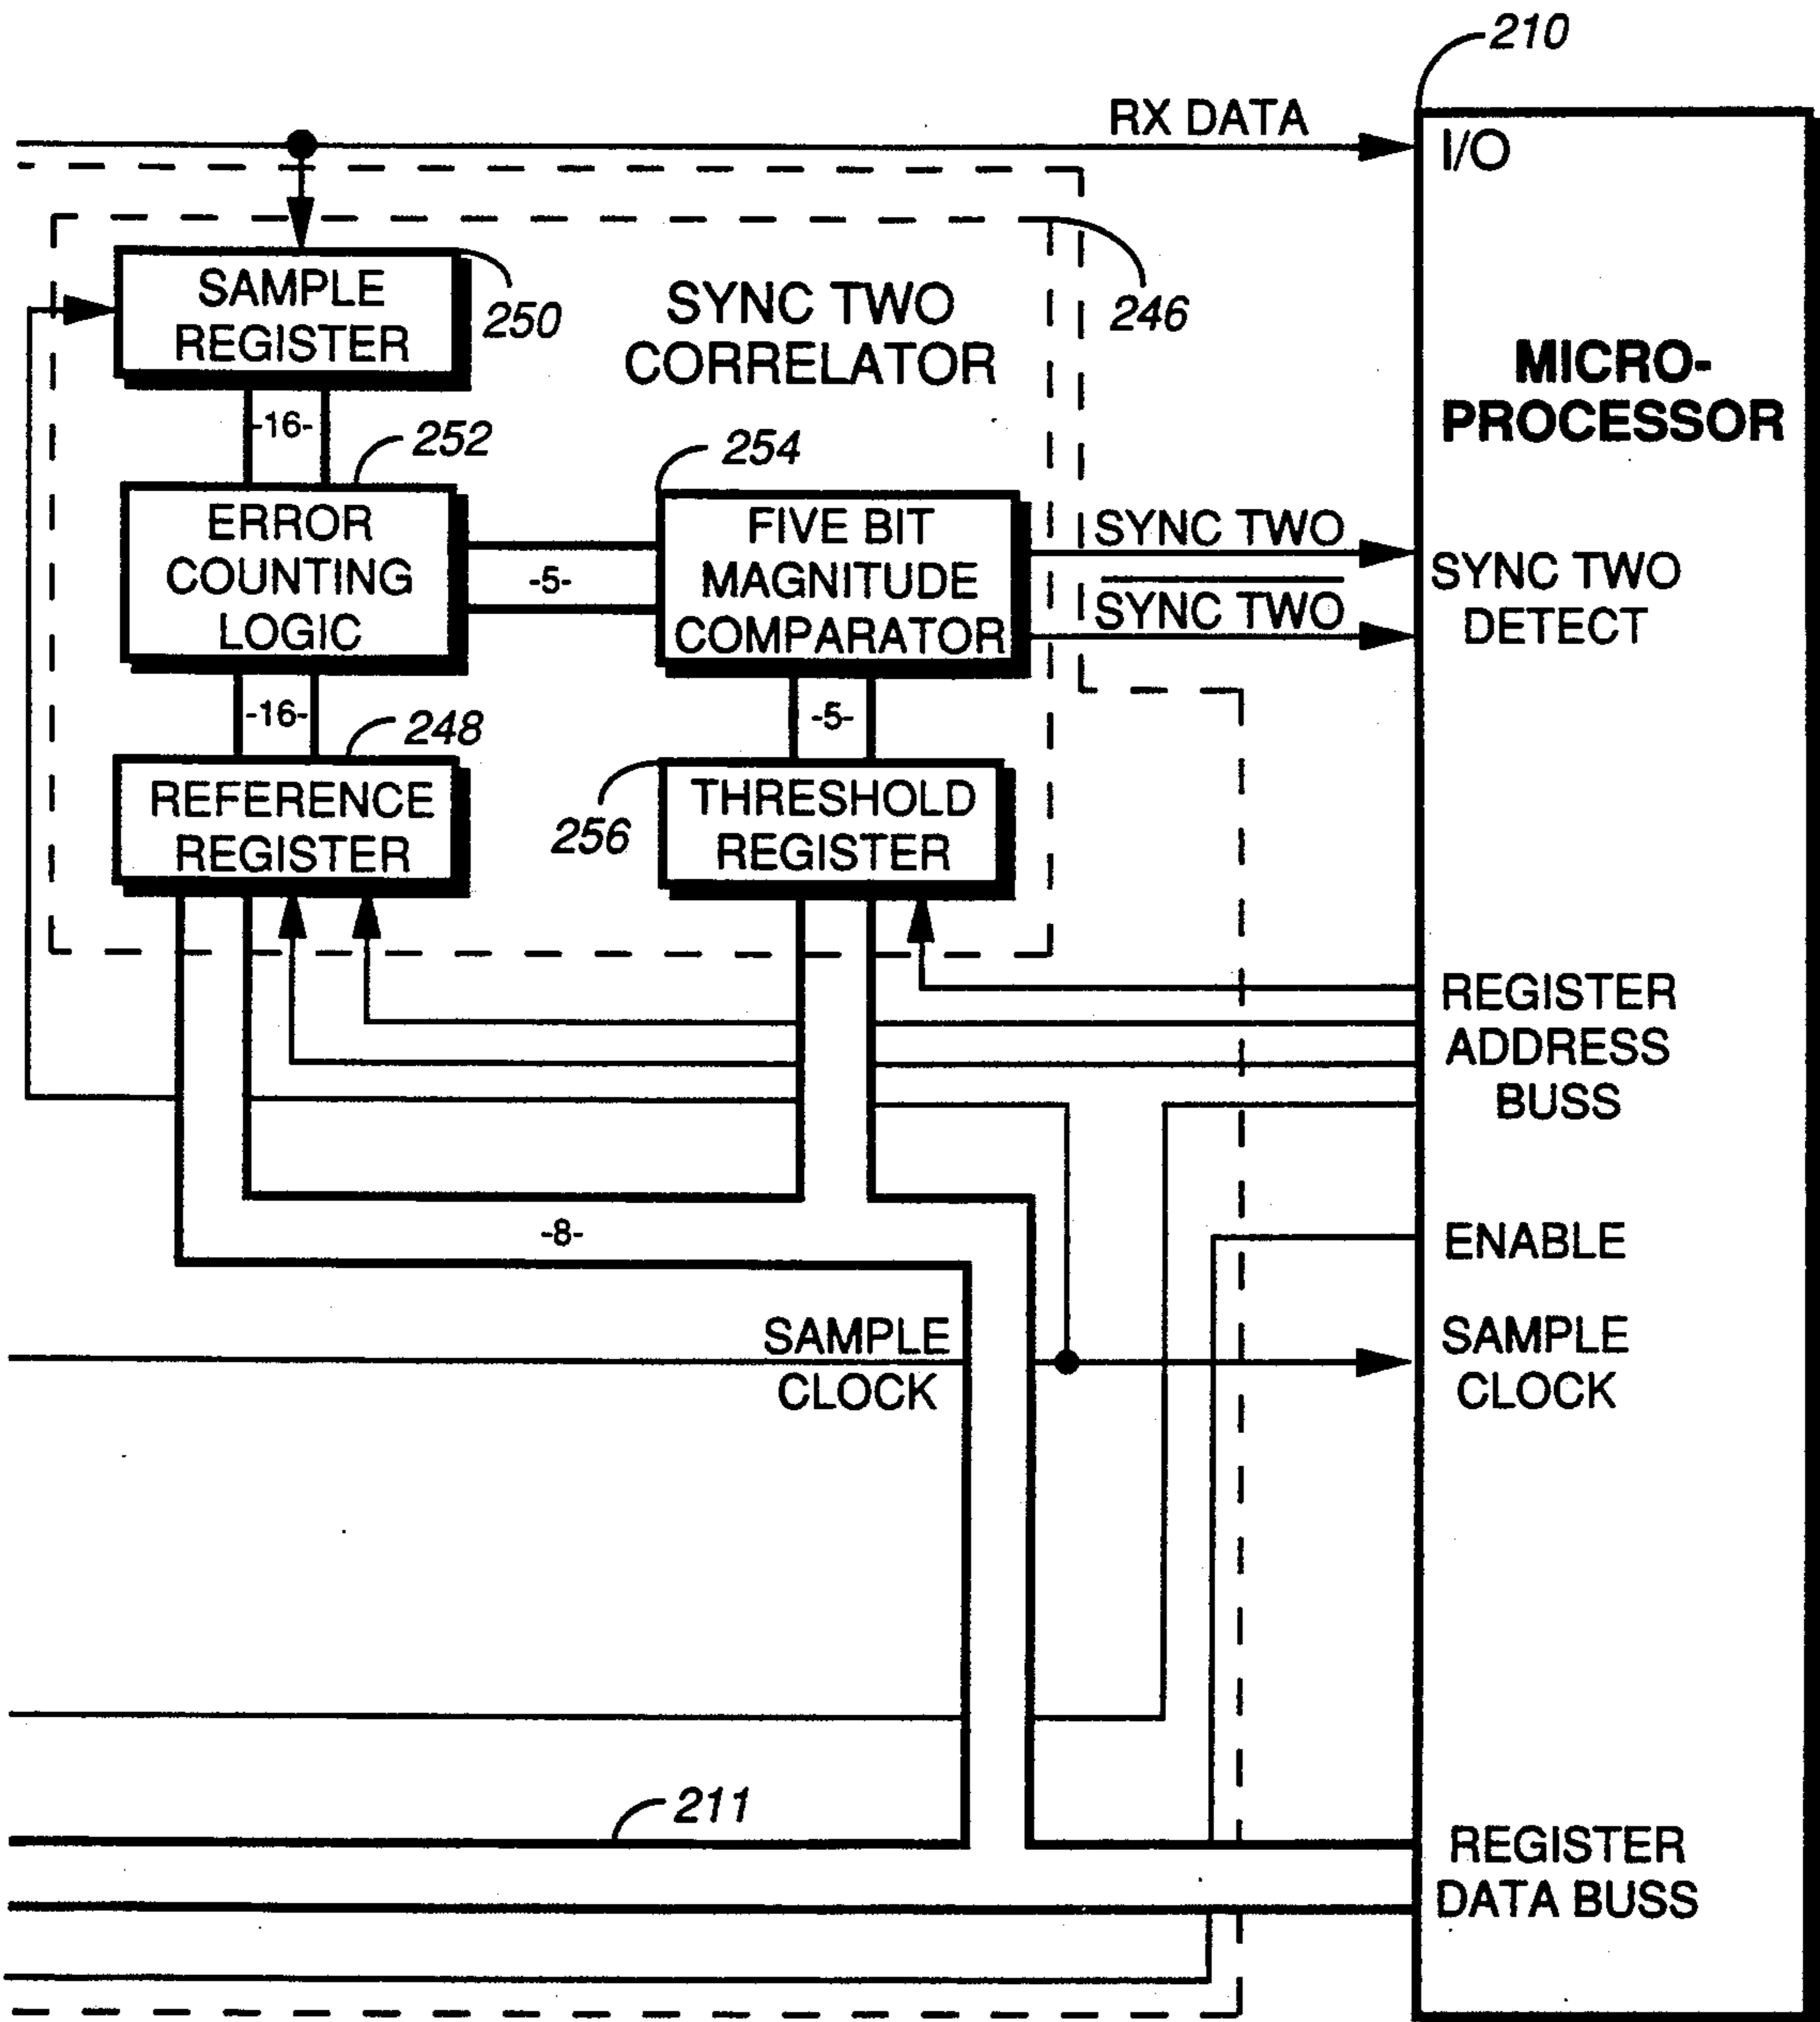 210
RX DATA
I/O
SAMPLE
REGISTER
250
SYNC TWO
CORRELATOR
246
MICRO-
PROCESSOR
-16-
252
254
ERROR
COUNTING
LOGIC
-5-
FIVE BIT
MAGNITUDE
COMPARATOR
SYNC TWO
SYNC TWO
SYNC TWO
DETECT
-16-
248
-5-
REFERENCE
REGISTER
256
THRESHOLD
REGISTER
REGISTER
ADDRESS
BUSS
-8-
ENABLE
SAMPLE
CLOCK
SAMPLE
CLOCK
211
REGISTER
DATA BUSS